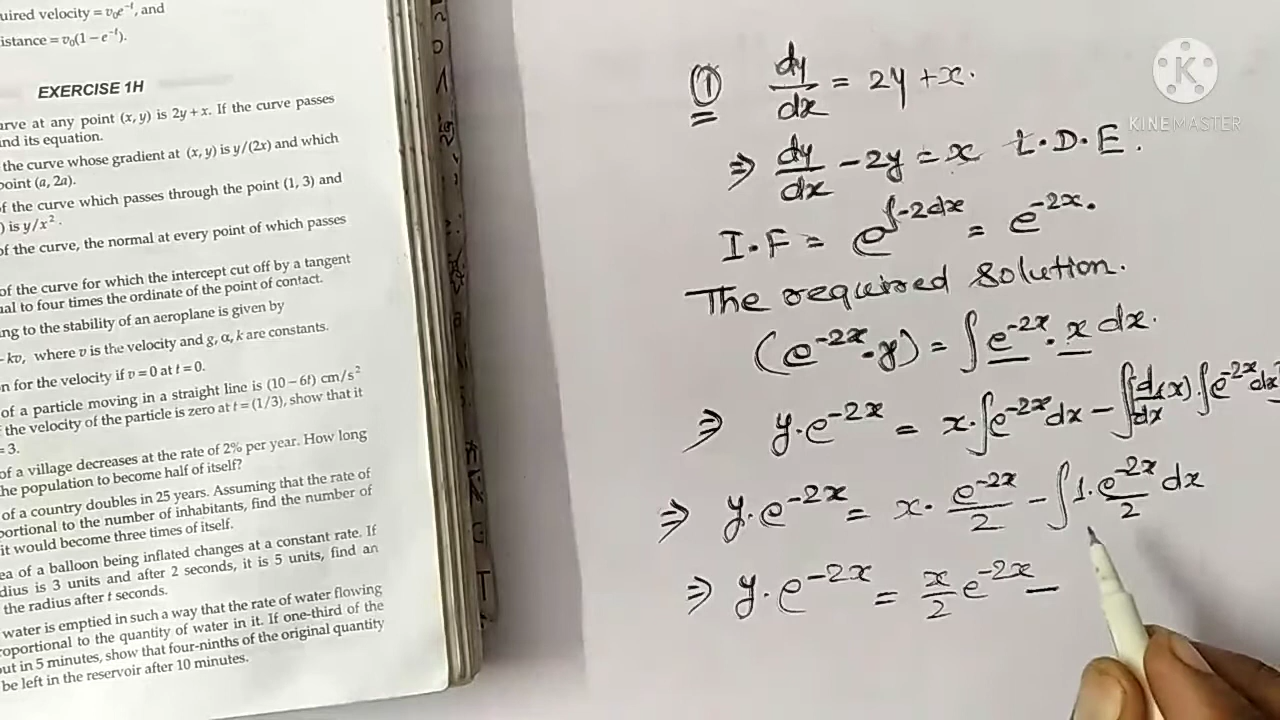 uired velocity = v₀e⁻ᵗ, and
istance = v₀(1 – e⁻ᵗ).
EXERCISE 1H
rve at any point (x, y) is 2y + x. If the curve passes
nd its equation.
the curve whose gradient at (x, y) is y/(2x) and which
point (a, 2a).
f the curve which passes through the point (1, 3) and
) is y/x².
of the curve, the normal at every point of which passes
of the curve for which the intercept cut off by a tangent
al to four times the ordinate of the point of contact.
ng to the stability of an aeroplane is given by
– kv, where v is the velocity and g, α, k are constants.
n for the velocity if v = 0 at t = 0.
of a particle moving in a straight line is (10 – 6t) cm/s²
the velocity of the particle is zero at t = (1/3), show that it
= 3.
of a village decreases at the rate of 2% per year. How long
he population to become half of itself?
of a country doubles in 25 years. Assuming that the rate of
portional to the number of inhabitants, find the number of
it would become three times of itself.
ea of a balloon being inflated changes at a constant rate. If
dius is 3 units and after 2 seconds, it is 5 units, find an
the radius after t seconds.
water is emptied in such a way that the rate of water flowing
roportional to the quantity of water in it. If one-third of the
out in 5 minutes, show that four-ninths of the original quantity
be left in the reservoir after 10 minutes.
① dy/dx = 2y + x.
⇒ dy/dx – 2y = x L.D.E.
I.F = e^∫-2dx = e^-2x.
The required solution.
(e^-2x · y) = ∫e^-2x · x dx.
⇒ y·e^-2x = x·∫e^-2x dx – ∫d/dx(x)·∫e^-2x dx
⇒ y·e^-2x = x· e^-2x/2 – ∫1· e^-2x/2 dx
⇒ y·e^-2x = x/2 e^-2x –
K
KINEMASTER